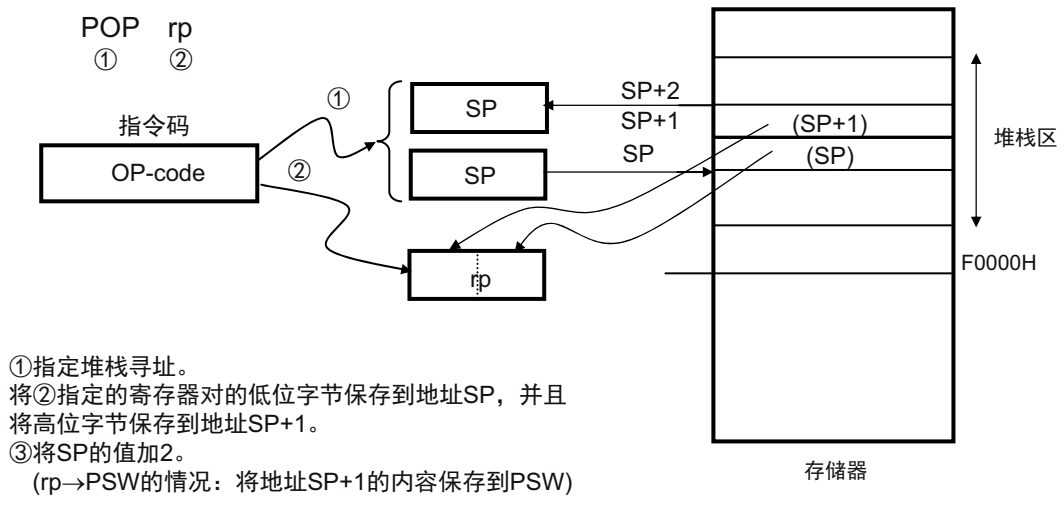 POP rp
① ②
指令码
OP-code
①
②
SP
SP
SP+2
SP+1
SP
(SP+1)
(SP)
堆栈区
rp
F0000H
①指定堆栈寻址。
将②指定的寄存器对的低位字节保存到地址SP，并且
将高位字节保存到地址SP+1。
③将SP的值加2。
(rp→PSW的情况：将地址SP+1的内容保存到PSW)
存储器